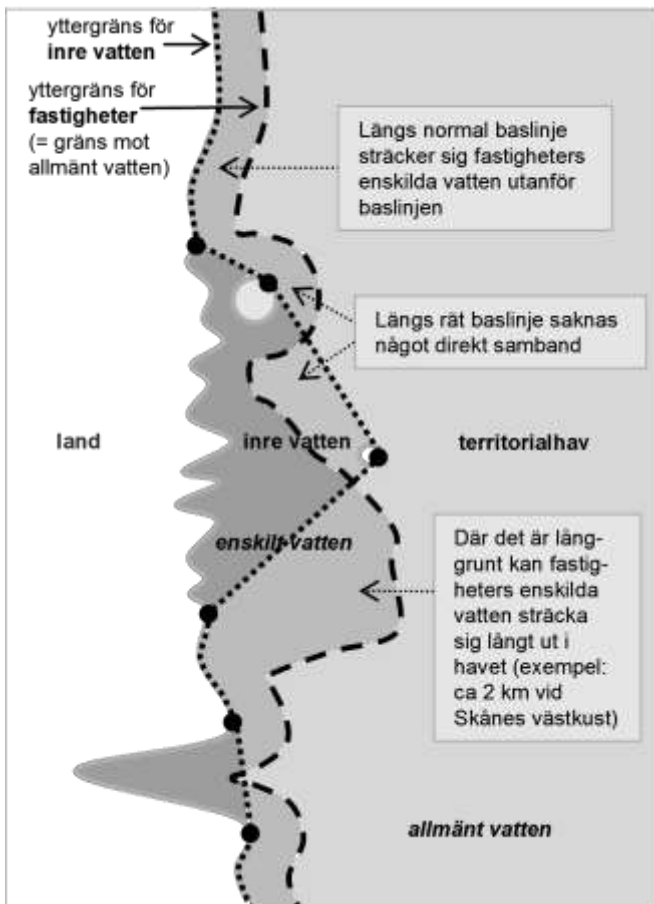 yttergräns för
inre vatten
yttergräns för
fastigheter
(= gräns mot
allmänt vatten)
Längs normal baslinje
sträcker sig fastigheters
enskilda vatten utanför
baslinjen
Längs rät baslinje saknas
något direkt samband
land
inre vatten
territorialhav
enskilt vatten
Där det är lång-
grunt kan fastig-
heters enskilda
vatten sträcka
sig långt ut i
havet (exempel:
ca 2 km vid
Skånes västkust)
allmänt vatten